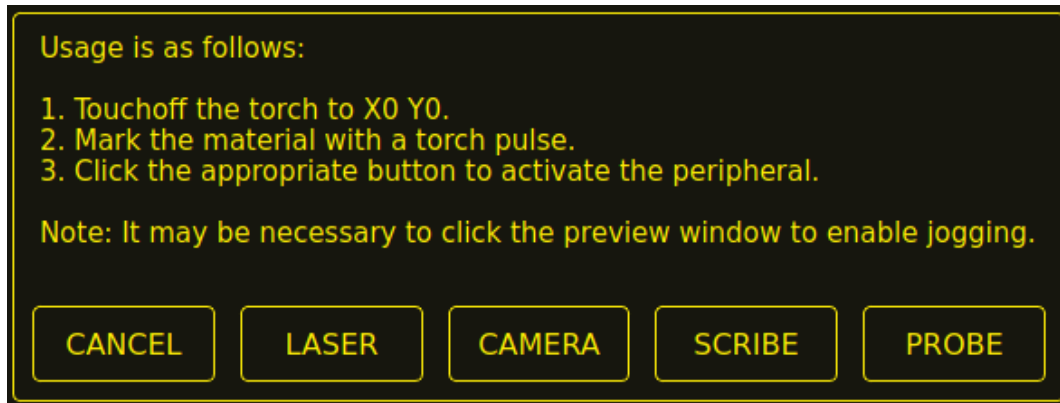 Usage is as follows:
1. Touchoff the torch to X0 Y0.
2. Mark the material with a torch pulse.
3. Click the appropriate button to activate the peripheral.
Note: It may be necessary to click the preview window to enable jogging.
CANCEL LASER CAMERA SCRIBE PROBE